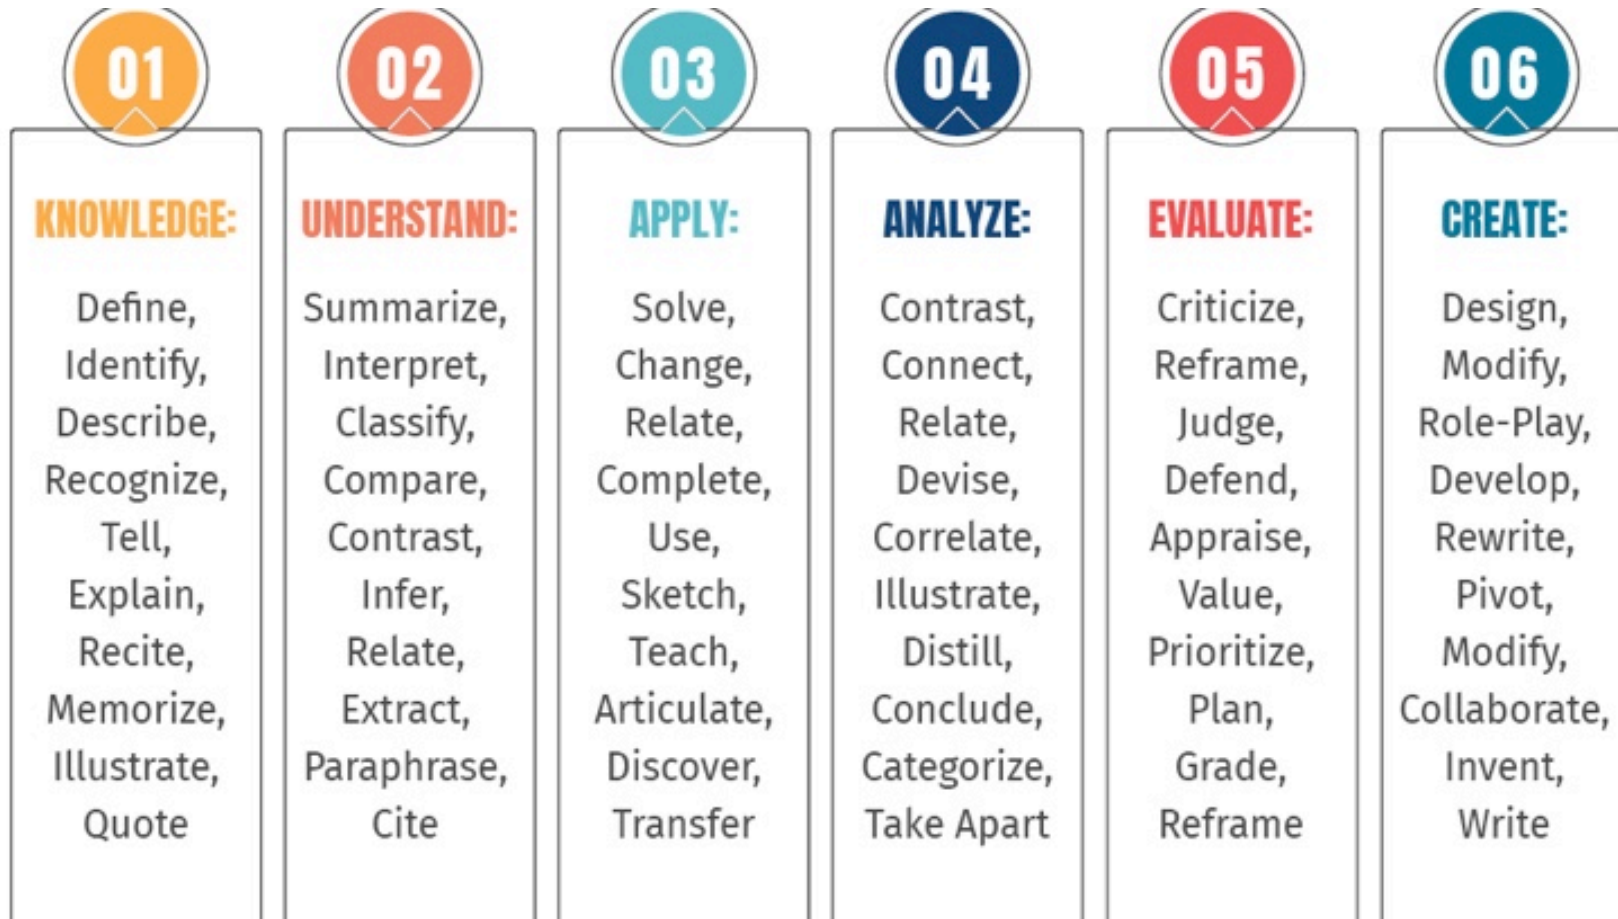 01
KNOWLEDGE:
Define,
Identify,
Describe,
Recognize,
Tell,
Explain,
Recite,
Memorize,
Illustrate,
Quote
02
UNDERSTAND:
Summarize,
Interpret,
Classify,
Compare,
Contrast,
Infer,
Relate,
Extract,
Paraphrase,
Cite
03
APPLY:
Solve,
Change,
Relate,
Complete,
Use,
Sketch,
Teach,
Articulate,
Discover,
Transfer
04
ANALYZE:
Contrast,
Connect,
Relate,
Devise,
Correlate,
Illustrate,
Distill,
Conclude,
Categorize,
Take Apart
05
EVALUATE:
Criticize,
Reframe,
Judge,
Defend,
Appraise,
Value,
Prioritize,
Plan,
Grade,
Reframe
06
CREATE:
Design,
Modify,
Role-Play,
Develop,
Rewrite,
Pivot,
Modify,
Collaborate,
Invent,
Write